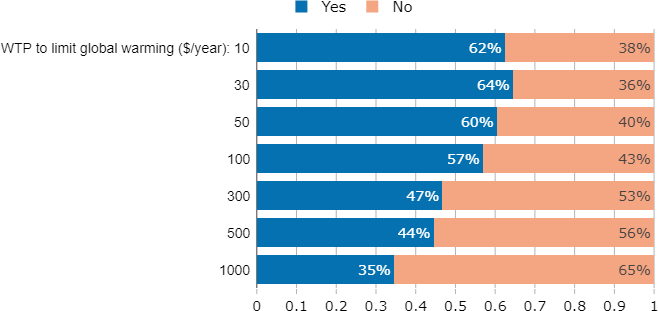 Yes No
WTP to limit global warming ($/year): 10 62% 38%
30 64% 36%
50 60% 40%
100 57% 43%
300 47% 53%
500 44% 56%
1000 35% 65%
0 0.1 0.2 0.3 0.4 0.5 0.6 0.7 0.8 0.9 1